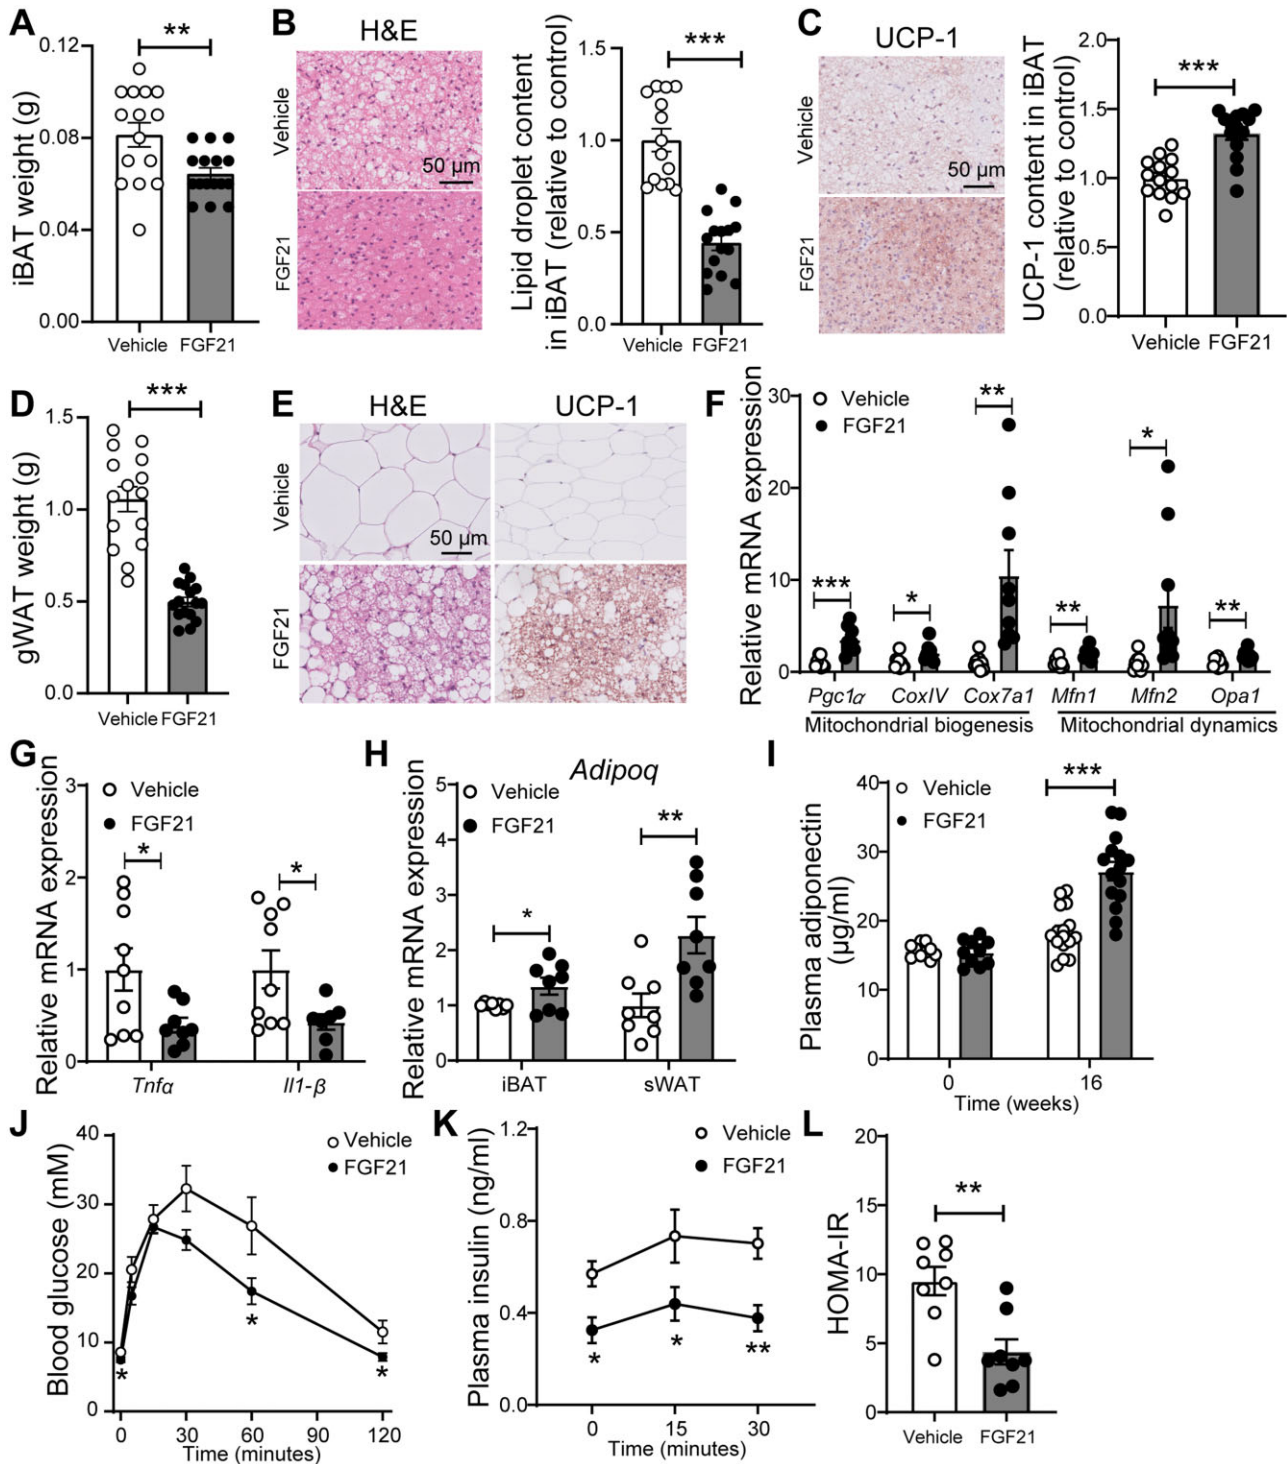 A
iBAT weight (g)
0.12
0.08
0.04
0.00
**
Vehicle FGF21
B
H&E
Vehicle
50 μm
FGF21
Lipid droplet content
in iBAT (relative to control)
1.5
1.0
0.5
0.0
***
Vehicle FGF21
C
UCP-1
Vehicle
50 μm
FGF21
UCP-1 content in iBAT
(relative to control)
2.0
1.5
1.0
0.5
0.0
***
Vehicle FGF21
D
gWAT weight (g)
1.5
1.0
0.5
0.0
***
Vehicle FGF21
E
H&E UCP-1
Vehicle
50 μm
FGF21
F
Relative mRNA expression
30
20
10
0
Vehicle
FGF21
*** * ** ** * **
Pgc1α CoxIV Cox7a1 Mfn1 Mfn2 Opa1
Mitochondrial biogenesis Mitochondrial dynamics
G
Relative mRNA expression
3
2
1
0
Vehicle
FGF21
* *
Tnfα Il1-β
H
Adipoq
Relative mRNA expression
5
4
3
2
1
0
Vehicle
FGF21
* **
iBAT sWAT
I
Plasma adiponectin
(μg/ml)
40
30
20
10
0
Vehicle
FGF21
***
0 16
Time (weeks)
J
Blood glucose (mM)
40
30
20
10
0
Vehicle
FGF21
* * *
0 30 60 90 120
Time (minutes)
K
Plasma insulin (ng/ml)
1.2
0.8
0.4
0.0
Vehicle
FGF21
* * **
0 15 30
Time (minutes)
L
HOMA-IR
20
15
10
5
0
**
Vehicle FGF21